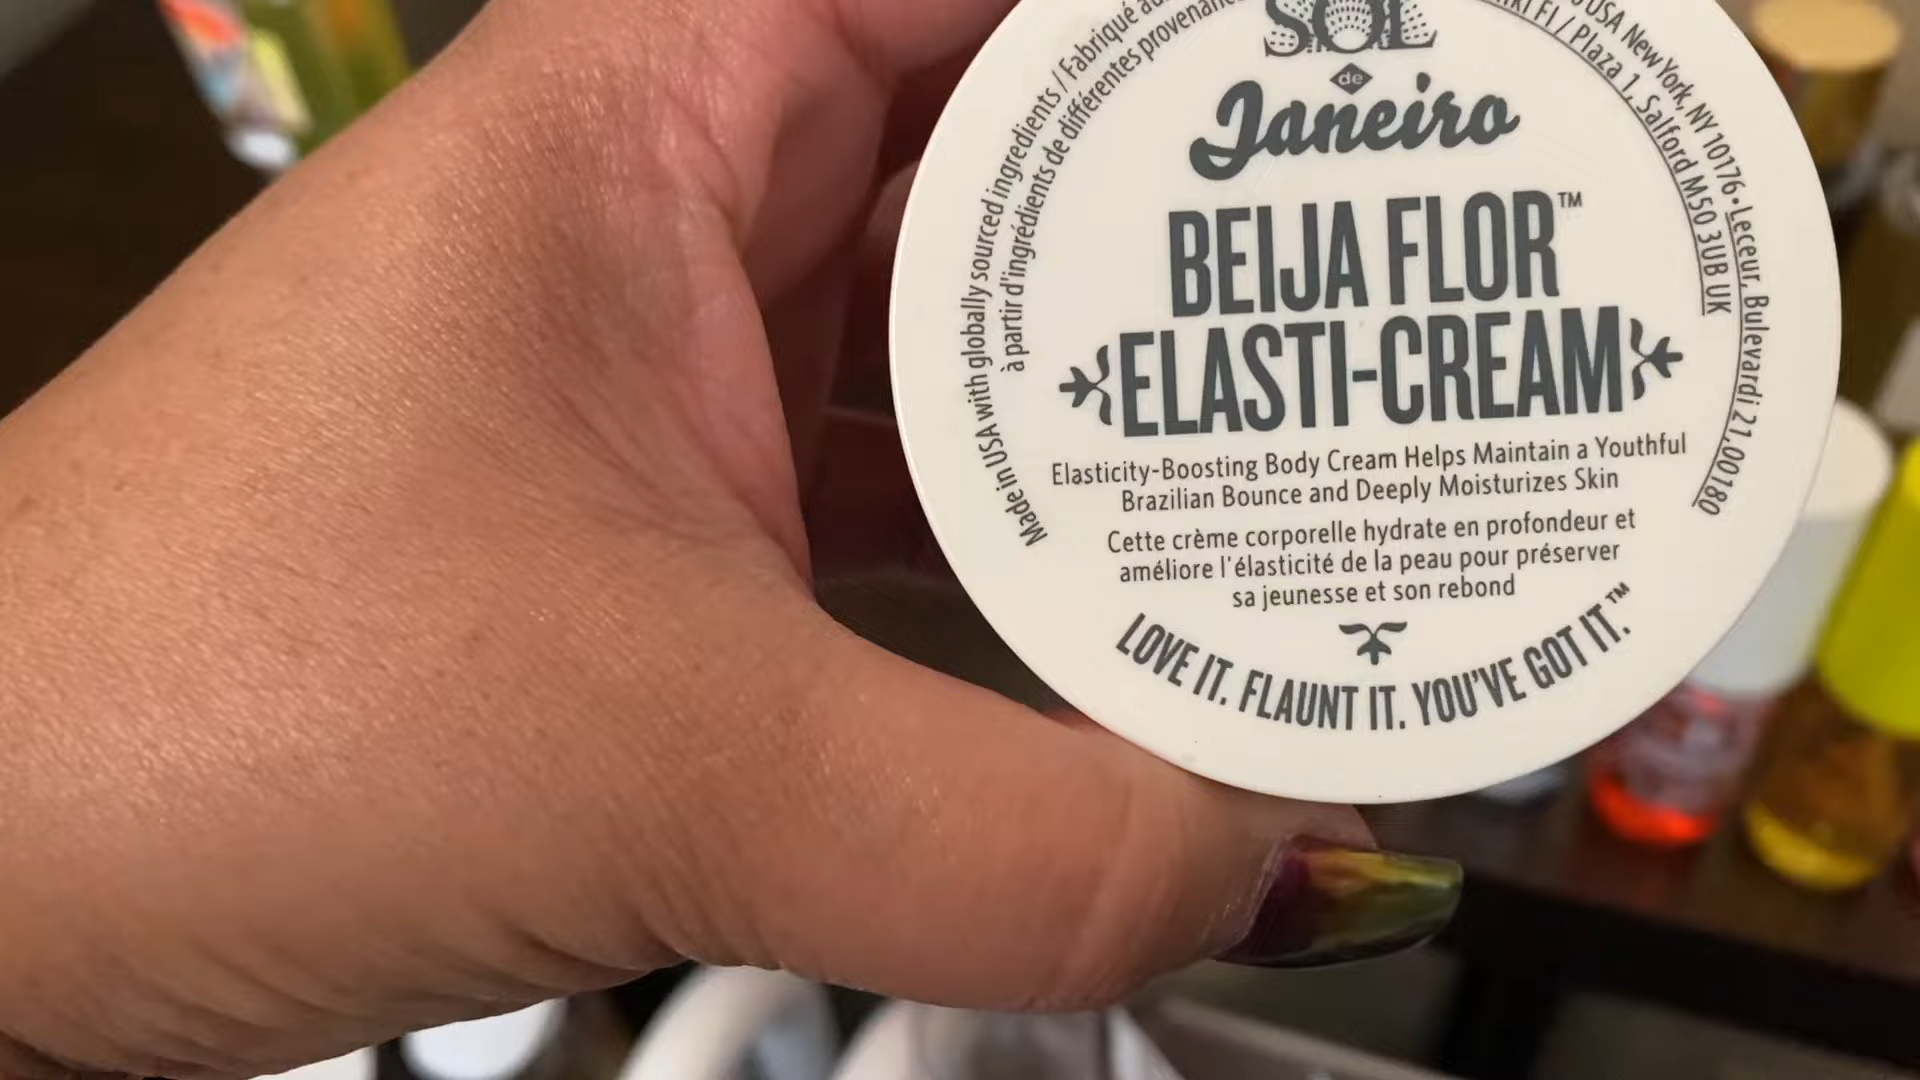 SOL
de
Janeiro
BEIJA FLOR™
ELASTI-CREAM
Elasticity-Boosting Body Cream Helps Maintain a Youthful
Brazilian Bounce and Deeply Moisturizes Skin
Cette crème corporelle hydrate en profondeur et
améliore l'élasticité de la peau pour préserver
sa jeunesse et son rebond
LOVE IT. FLAUNT IT. YOU'VE GOT IT.™
Made in USA with globally sourced ingredients / Fabriqué
à partir d'ingrédients de différentes provenances
USA New York, NY 10176 • Leceur, Bulevardi 21,00180
FI / Plaza 1, Salford M50 3UB UK